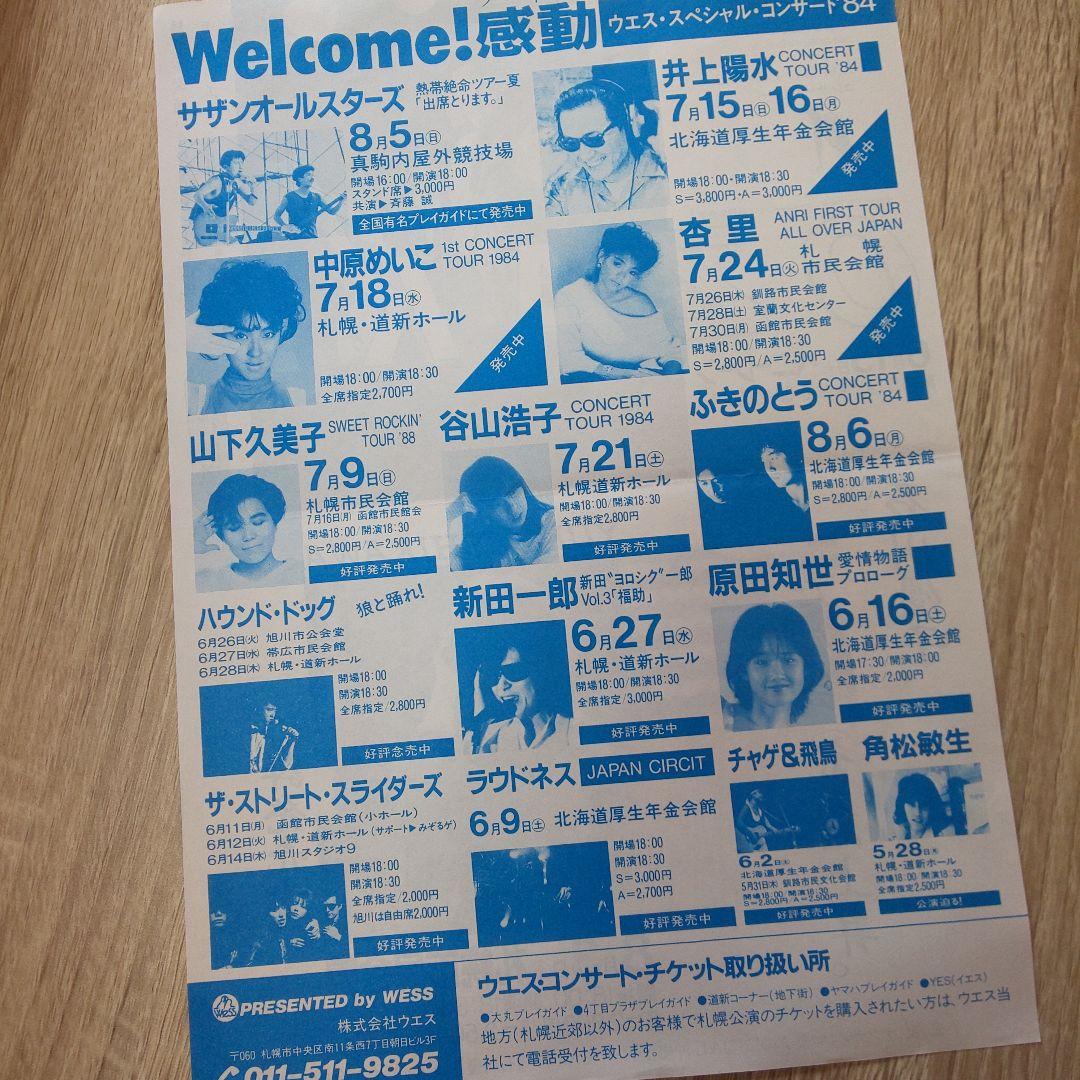 Welcome!感動
ウエス・スペシャル・コンサート'84
サザンオールスターズ
熱帯絶命ツアー夏
「出席とります。」
8月5日㊐
真駒内屋外競技場
開場16:00/開演18:00
スタンド席▶3,000円
共演▶斉藤 誠
全国有名プレイガイドにて発売中
井上陽水
CONCERT
TOUR '84
7月15日㊐16日㊊
北海道厚生年金会館
開場18:00・開演18:30
S=3,800円・A=3,000円
発売中
中原めいこ
1st CONCERT
TOUR 1984
7月18日㊌
札幌・道新ホール
開場18:00/開演18:30
全席指定2,700円
発売中
杏里
ANRI FIRST TOUR
ALL OVER JAPAN
7月24日㊋
札幌
市民会館
7月26日㊍ 釧路市民会館
7月28日㊏ 室蘭文化センター
7月30日㊊ 函館市民会館
開場18:00/開演18:30
S=2,800円/A=2,500円
発売中
山下久美子
SWEET ROCKIN'
TOUR '88
7月9日㊐
札幌市民会館
7月16日㊊ 函館市民館会
開場18:00/開演18:30
S=2,800円/A=2,500円
好評発売中
谷山浩子
CONCERT
TOUR 1984
7月21日㊏
札幌道新ホール
開場18:00/開演18:30
全席指定2,800円
好評発売中
ふきのとう
CONCERT
TOUR '84
8月6日㊊
北海道厚生年金会館
開場18:00/開演18:30
S=2,800円/A=2,500円
好評発売中
ハウンド・ドッグ
狼と踊れ!
6月26日㊋ 旭川市公会堂
6月27日㊌ 帯広市民会館
6月28日㊍ 札幌・道新ホール
開場18:00
開演18:30
全席指定/2,800円
好評念売中
新田一郎
新田"ヨロシク"一郎
Vol.3「福助」
6月27日㊌
札幌・道新ホール
開場18:00/開演18:30
全席指定/3,000円
好評発売中
原田知世
愛情物語
プロローグ
6月16日㊏
北海道厚生年金会館
開場17:30/開演18:00
全席指定/2,000円
好評発売中
ザ・ストリート・スライダーズ
6月11日㊊ 函館市民会館(小ホール)
6月12日㊋ 札幌・道新ホール(サポート▶みぞるゲ)
6月14日㊍ 旭川スタジオ9
開場18:00
開演18:30
全席指定/2,000円
旭川は自由席2,000円
好評発売中
ラウドネス
JAPAN CIRCIT
6月9日㊏ 北海道厚生年金会館
開場18:00
開演18:30
S=3,000円
A=2,700円
好評発売中
チャゲ&飛鳥
6月2日㊏
北海道厚生年金会館
5月31日㊍ 釧路市民文化会館
開場18:00/開演18:30
S=2,800円/A=2,500円
好評発売中
角松敏生
5月28日
札幌・道新ホール
開場18:00 開演18:30
全席指定2,500円
公演迫る!
WESS
PRESENTED by WESS
株式会社ウエス
〒060 札幌市中央区南11条西7丁目朝日ビル3F
011-511-9825
ウエス・コンサート・チケット取り扱い所
●大丸プレイガイド ●4丁目プラザプレイガイド ●道新コーナー(地下街) ●ヤマハプレイガイド ●YES(イエス)
地方(札幌近郊以外)のお客様で札幌公演のチケットを購入されたい方は、ウエス当
社にて電話受付を致します。